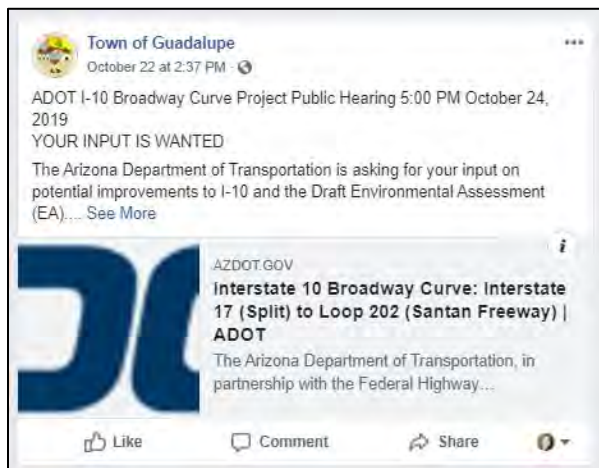 Town of Guadalupe
October 22 at 2:37 PM ·
ADOT I-10 Broadway Curve Project Public Hearing 5:00 PM October 24,
2019
YOUR INPUT IS WANTED
The Arizona Department of Transportation is asking for your input on
potential improvements to I-10 and the Draft Environmental Assessment
(EA).... See More
AZDOT.GOV
Interstate 10 Broadway Curve: Interstate
17 (Split) to Loop 202 (Santan Freeway) |
ADOT
The Arizona Department of Transportation, in
partnership with the Federal Highway...
Like Comment Share